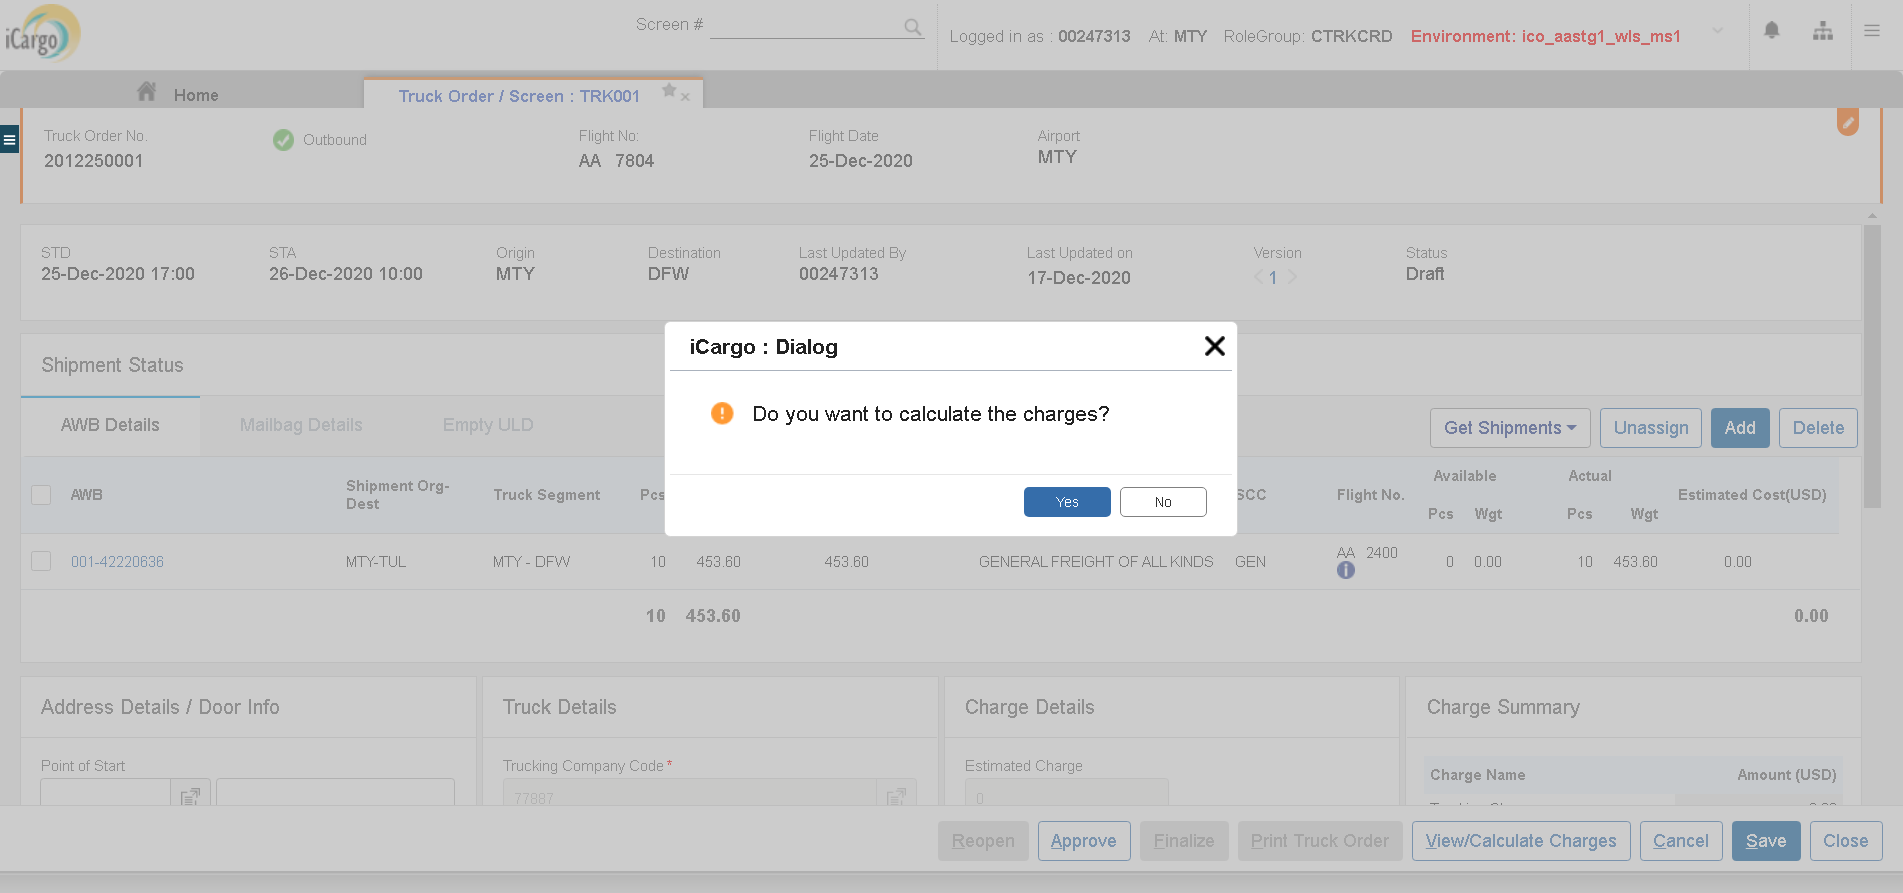 iCargo
Screen #
Logged in as : 00247313 At: MTY RoleGroup: CTRKCRD Environment: ico_aastg1_wls_ms1
Home
Truck Order / Screen : TRK001
Truck Order No.
2012250001
Outbound
Flight No:
AA 7804
Flight Date
25-Dec-2020
Airport
MTY
STD
25-Dec-2020 17:00
STA
26-Dec-2020 10:00
Origin
MTY
Destination
DFW
Last Updated By
00247313
Last Updated on
17-Dec-2020
Version
1
Status
Draft
Shipment Status
iCargo : Dialog
Do you want to calculate the charges?
Yes No
AWB Details Mailbag Details Empty ULD
Get Shipments Unassign Add Delete
AWB
Shipment Org-
Dest
Truck Segment
Pcs
SCC
Flight No.
Available
Pcs Wgt
Actual
Pcs Wgt
Estimated Cost(USD)
001-42220636 MTY-TUL MTY - DFW 10 453.60 453.60 GENERAL FREIGHT OF ALL KINDS GEN AA 2400 0 0.00 10 453.60 0.00
10 453.60 0.00
Address Details / Door Info
Point of Start
Truck Details
Trucking Company Code *
77887
Charge Details
Estimated Charge
0
Charge Summary
Charge Name Amount (USD)
Reopen Approve Finalize Print Truck Order View/Calculate Charges Cancel Save Close